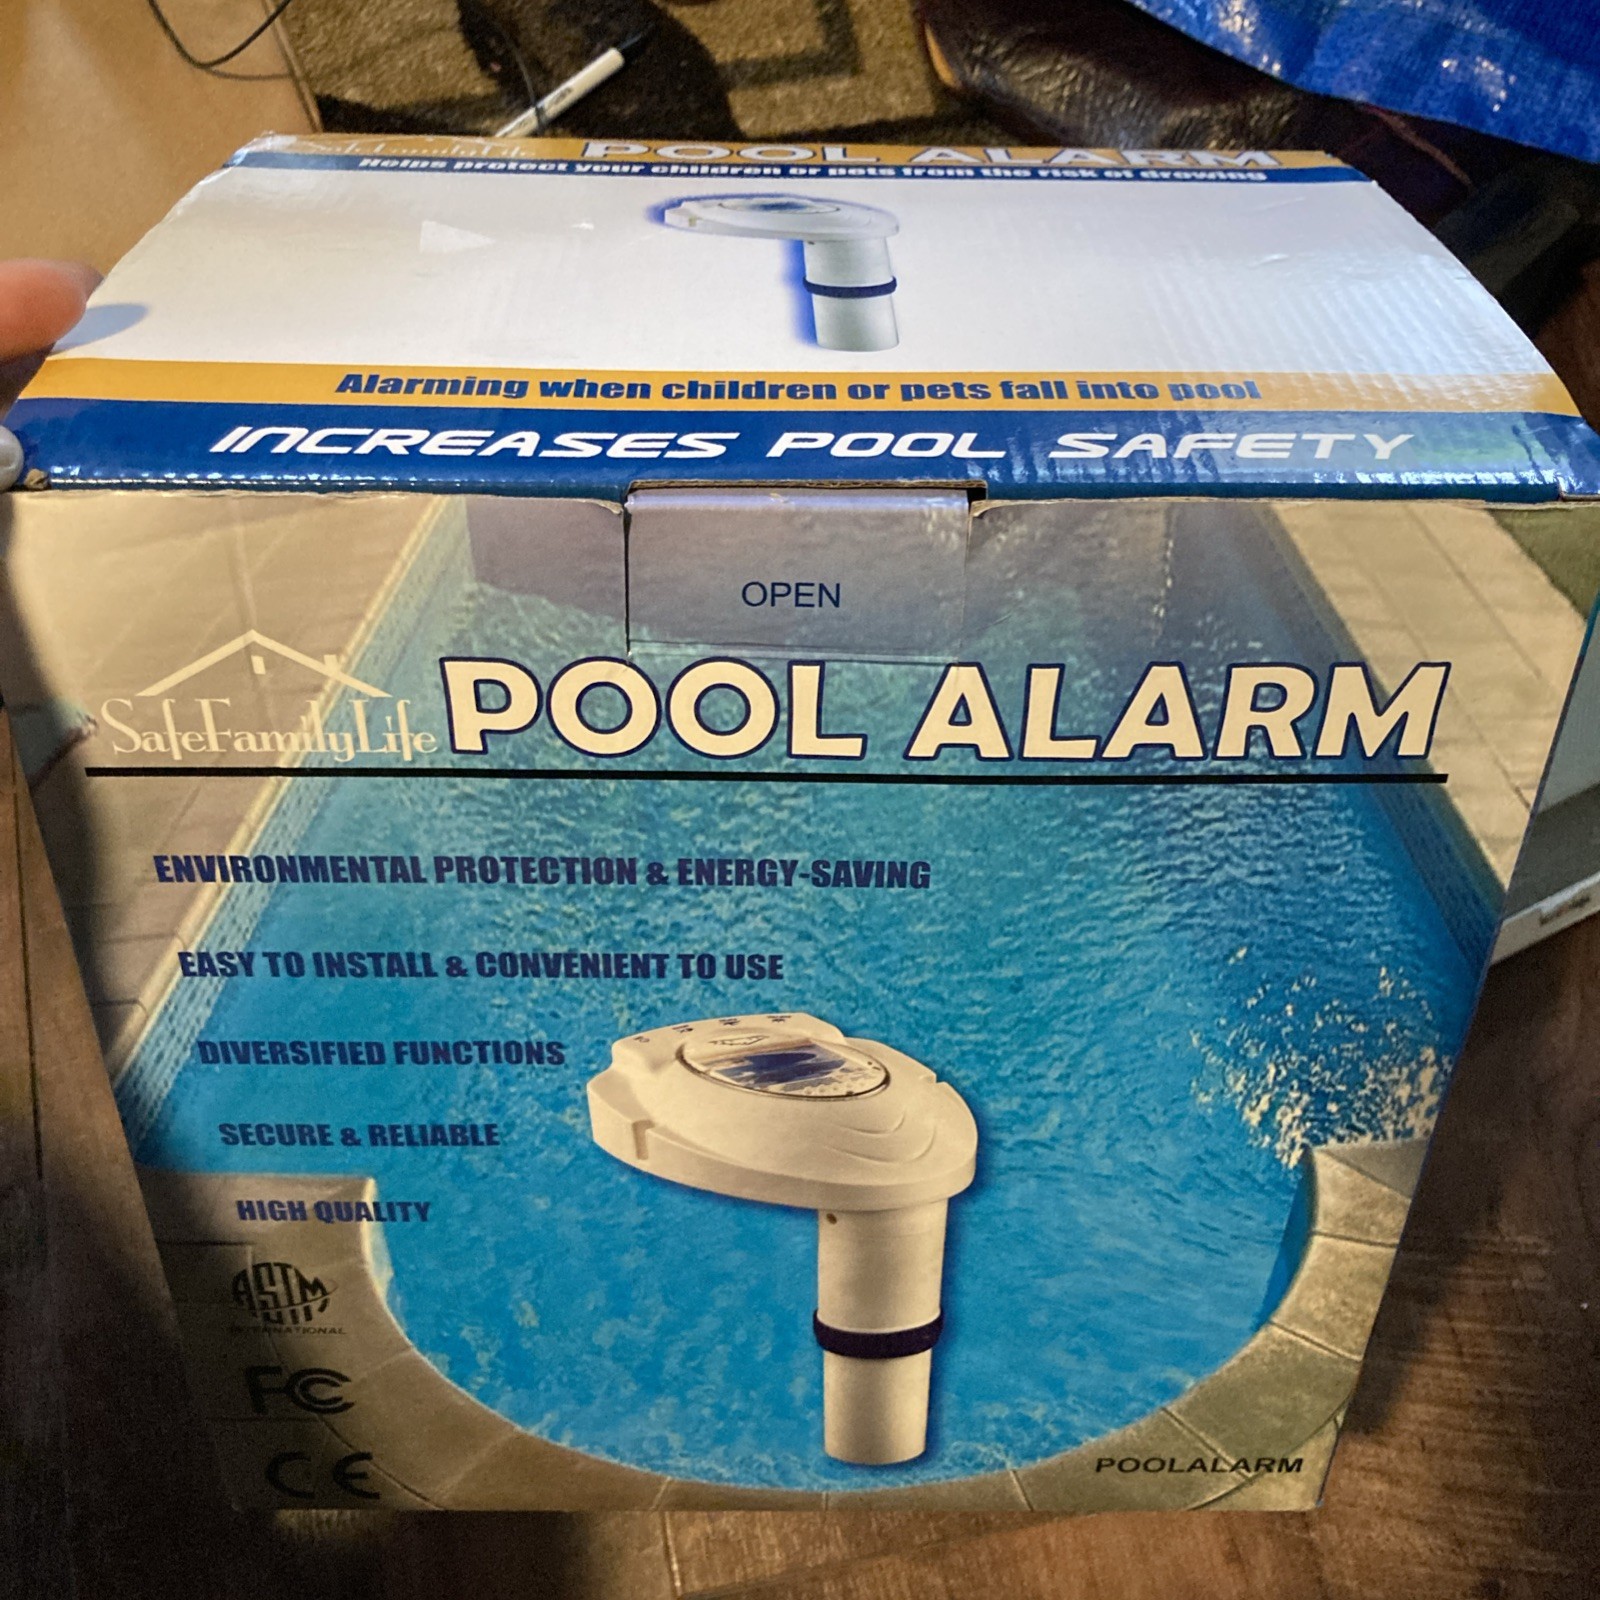 SafeFamilyLife POOL ALARM
Helps protect your children or pets from the risk of drowing
Alarming when children or pets fall into pool
INCREASES POOL SAFETY
OPEN
SafeFamilyLife POOL ALARM
ENVIRONMENTAL PROTECTION & ENERGY-SAVING
EASY TO INSTALL & CONVENIENT TO USE
DIVERSIFIED FUNCTIONS
SECURE & RELIABLE
HIGH QUALITY
ASTM
INTERNATIONAL
FC
CE
POOLALARM